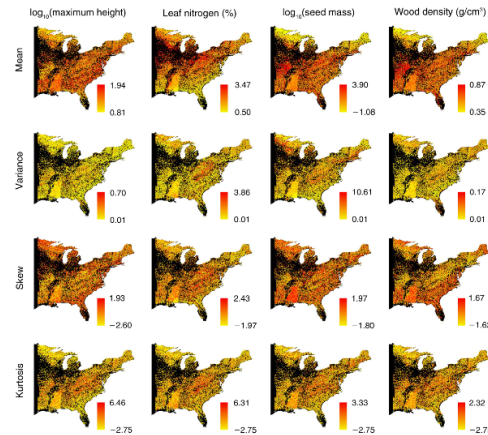 log10(maximum height) Leaf nitrogen (%) log10(seed mass) Wood density (g/cm³)
Mean
1.94 3.47 3.90 0.87
0.81 0.50 −1.08 0.35
Variance
0.70 3.86 10.61 0.17
0.01 0.01 0.01 0.01
Skew
1.93 2.43 1.97 1.67
−2.60 −1.97 −1.80
Kurtosis
6.46 6.31 3.33 2.32
−2.75 −2.75 −2.75